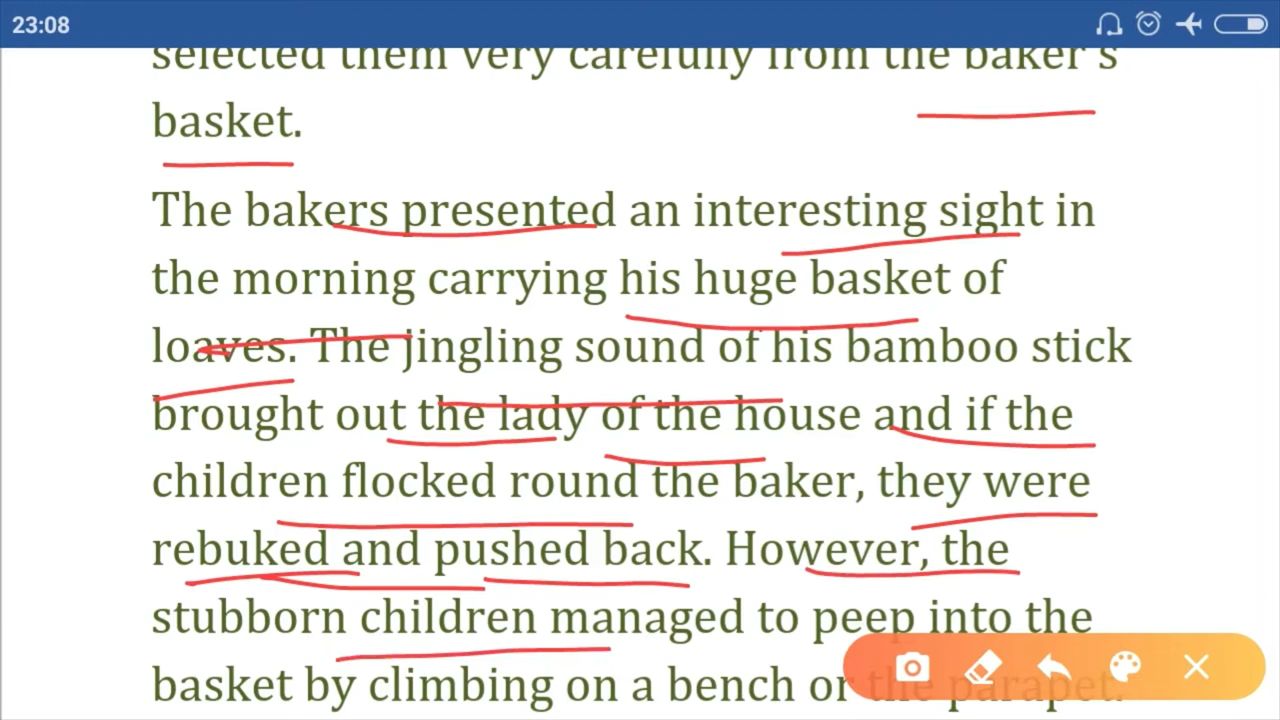 23:08
selected them very carefully from the baker's
basket.
The bakers presented an interesting sight in
the morning carrying his huge basket of
loaves. The jingling sound of his bamboo stick
brought out the lady of the house and if the
children flocked round the baker, they were
rebuked and pushed back. However, the
stubborn children managed to peep into the
basket by climbing on a bench or the parapet.